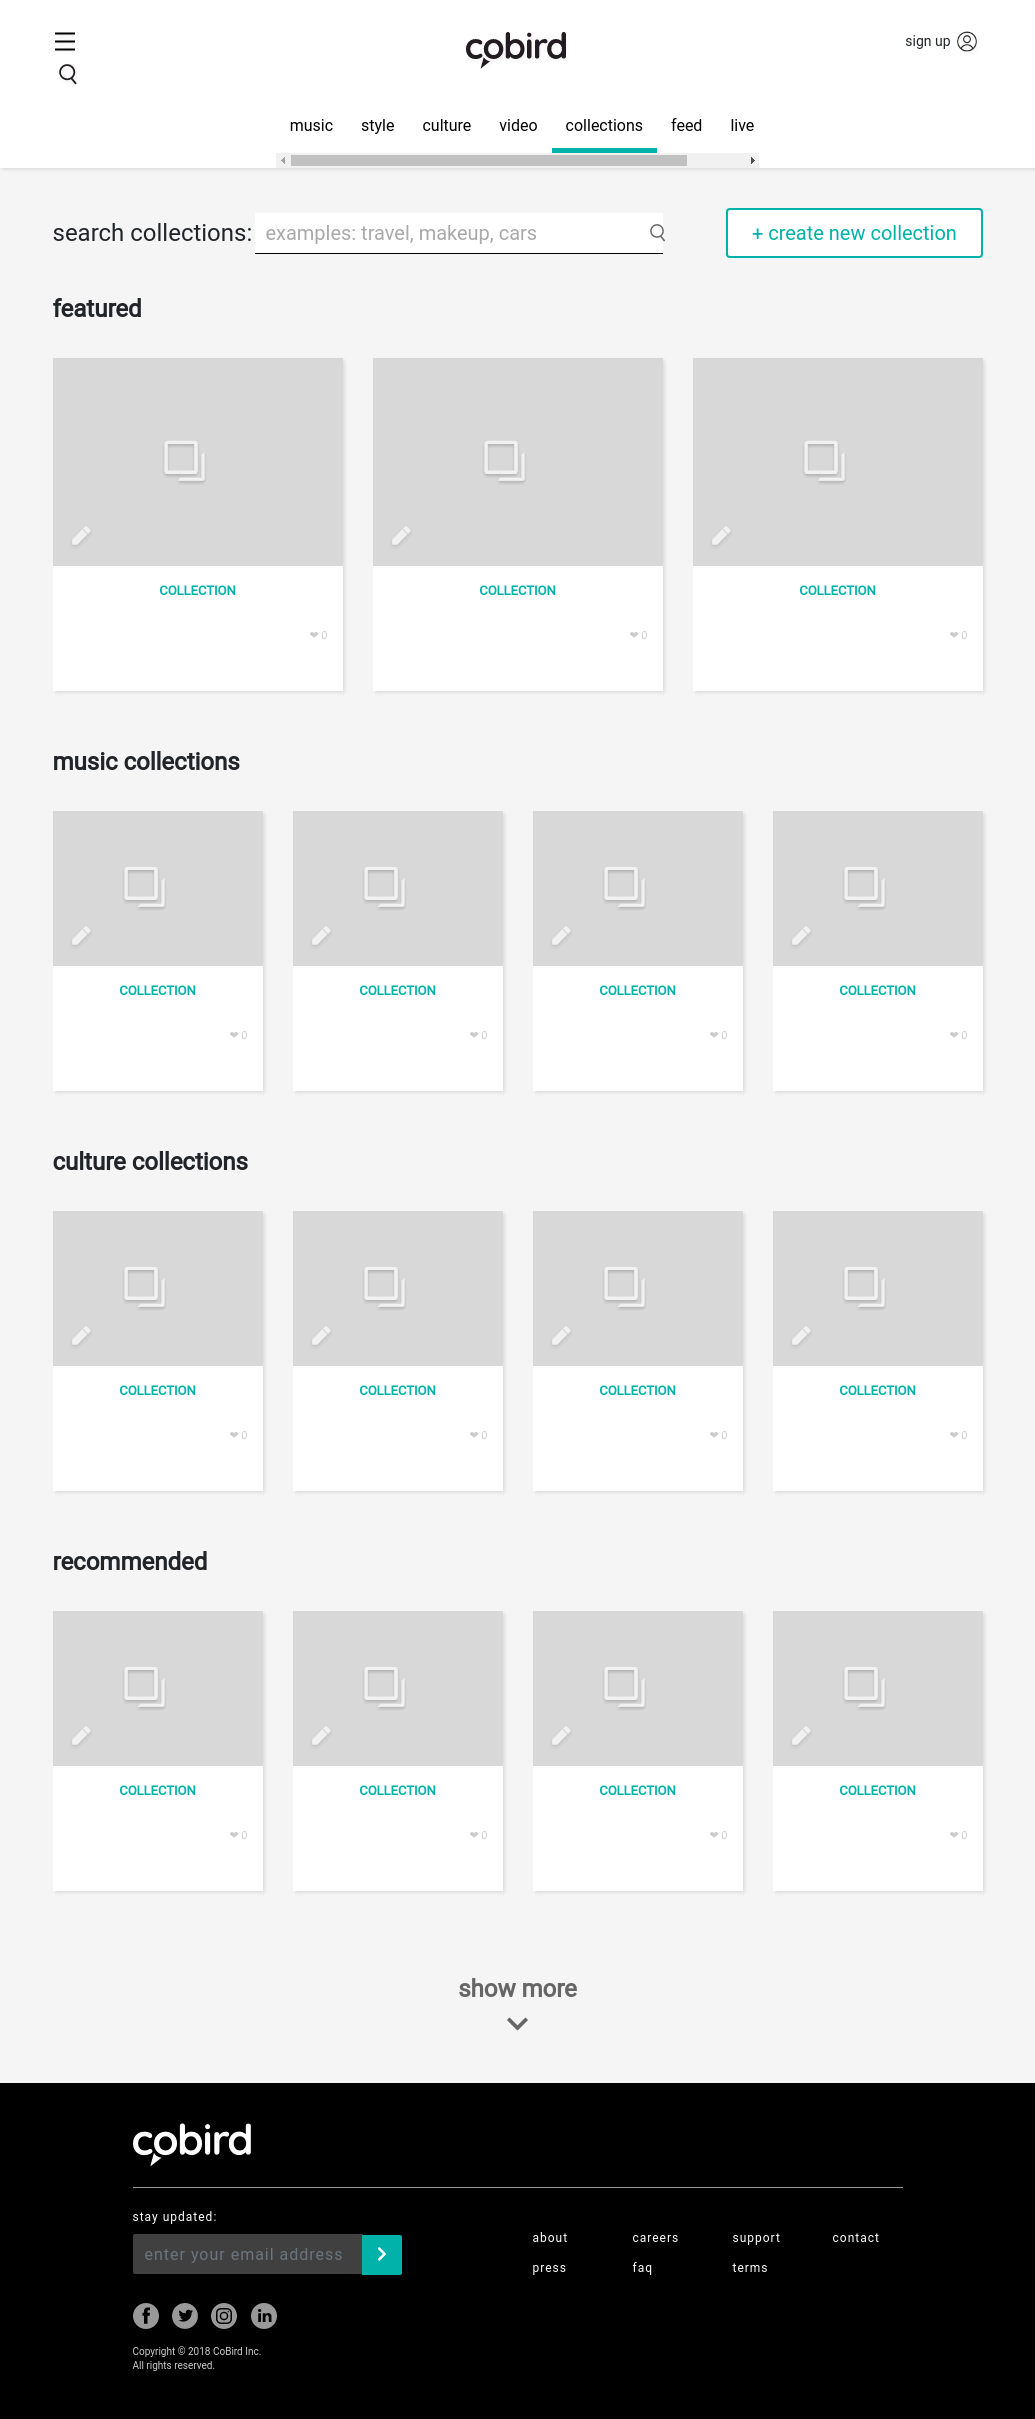 cobird
sign up
music style culture video collections feed live
search collections: examples: travel, makeup, cars + create new collection
featured
COLLECTION COLLECTION COLLECTION
❤ 0 ❤ 0 ❤ 0
music collections
COLLECTION COLLECTION COLLECTION COLLECTION
❤ 0 ❤ 0 ❤ 0 ❤ 0
culture collections
COLLECTION COLLECTION COLLECTION COLLECTION
❤ 0 ❤ 0 ❤ 0 ❤ 0
recommended
COLLECTION COLLECTION COLLECTION COLLECTION
❤ 0 ❤ 0 ❤ 0 ❤ 0
show more
cobird
stay updated:
enter your email address
about careers support contact
press faq terms
Copyright © 2018 CoBird Inc.
All rights reserved.